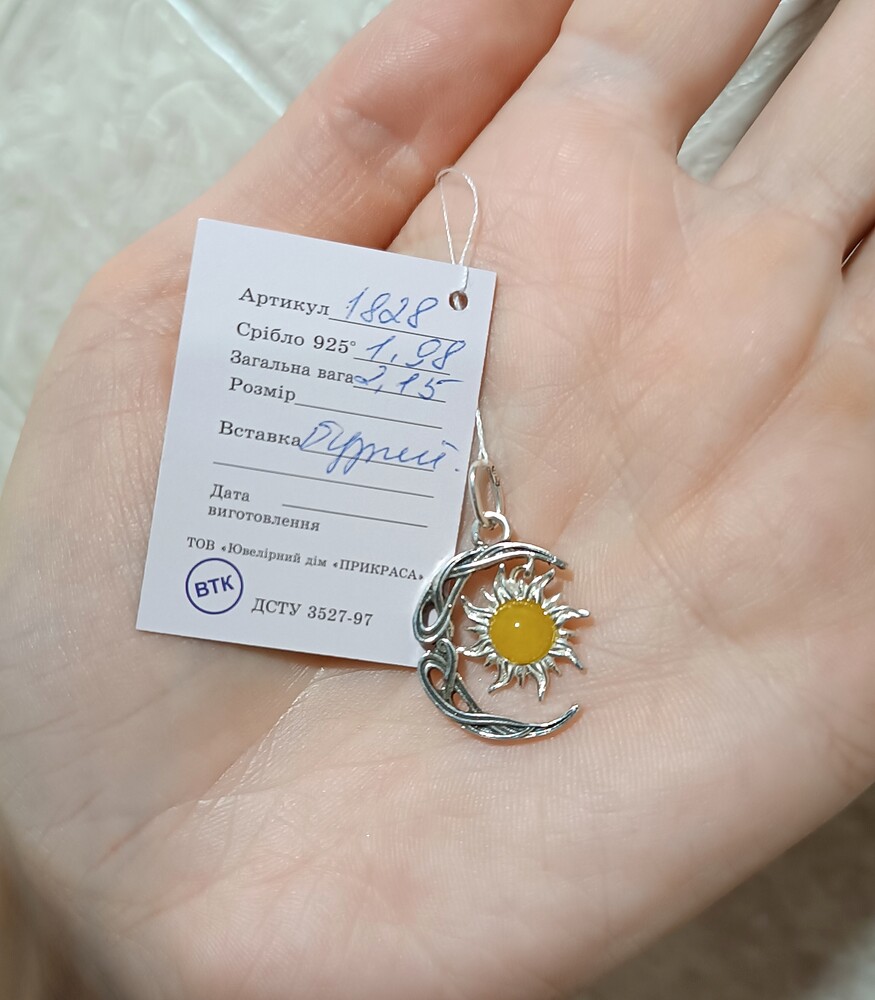 Артикул 1828
Срібло 925° 1,98
Загальна вага 2,15
Розмір
Вставка
Дата
виготовлення
ТОВ «Ювелірний дім «ПРИКРАСА»
ВТК
ДСТУ 3527-97